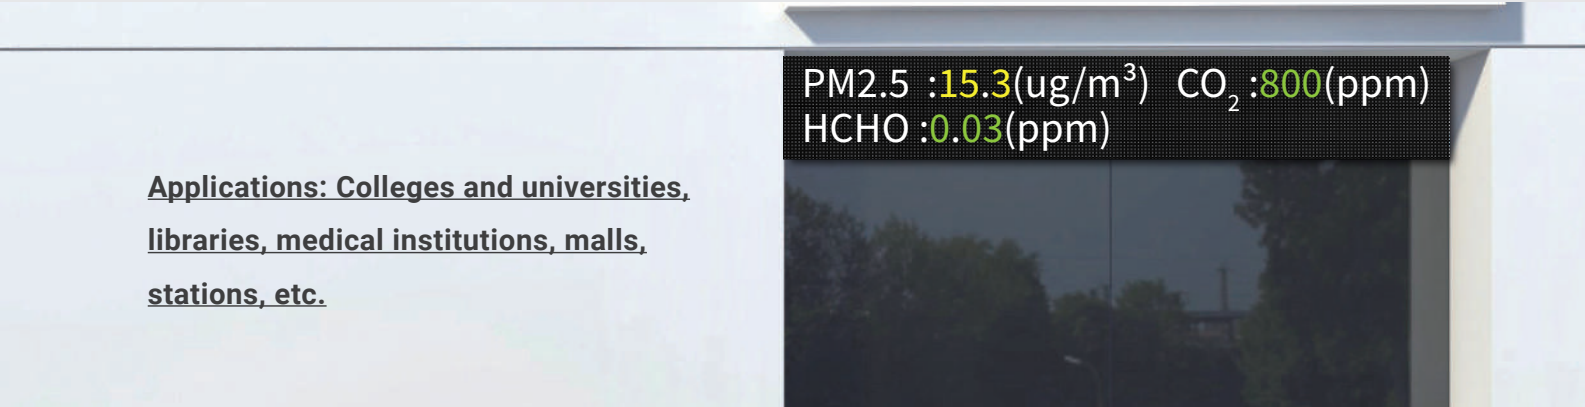 PM2.5 :15.3(ug/m³) CO₂ :800(ppm)
HCHO :0.03(ppm)
Applications: Colleges and universities,
libraries, medical institutions, malls,
stations, etc.